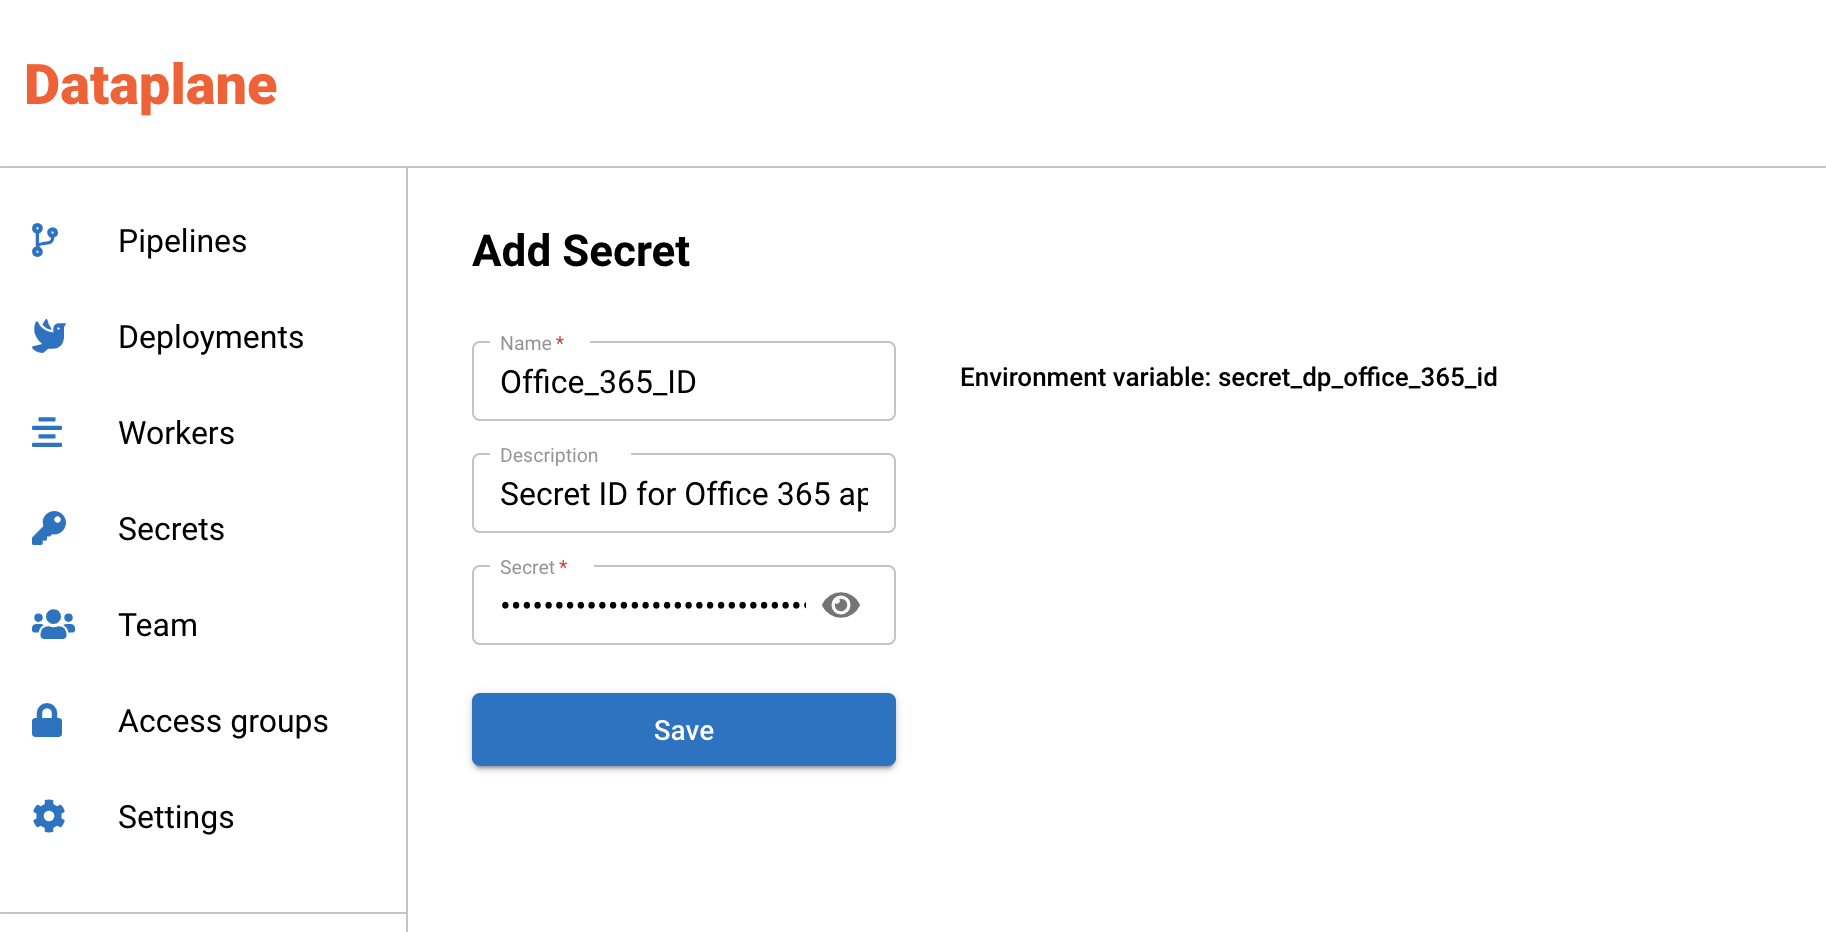 Dataplane
Pipelines
Deployments
Workers
Secrets
Team
Access groups
Settings
Add Secret
Name *
Office_365_ID
Environment variable: secret_dp_office_365_id
Description
Secret ID for Office 365 ap
Secret *
Save